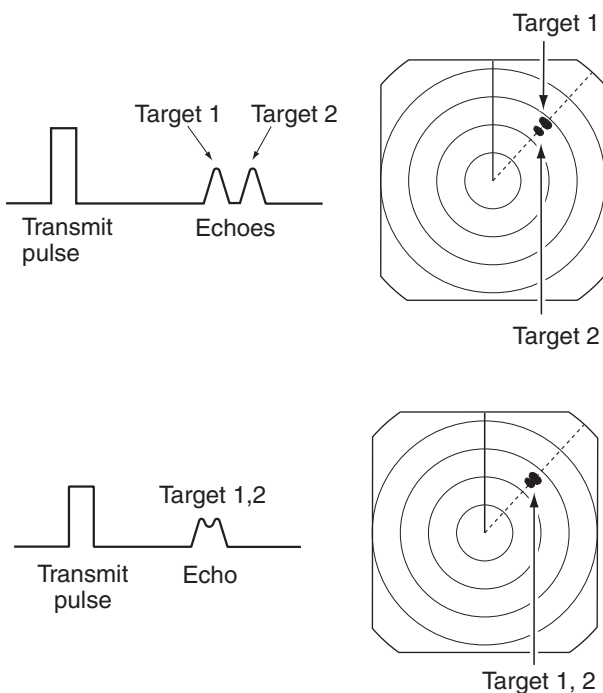 Target 1
Target 1 Target 2
Transmit
pulse
Echoes
Target 2
Target 1,2
Transmit
pulse
Echo
Target 1, 2